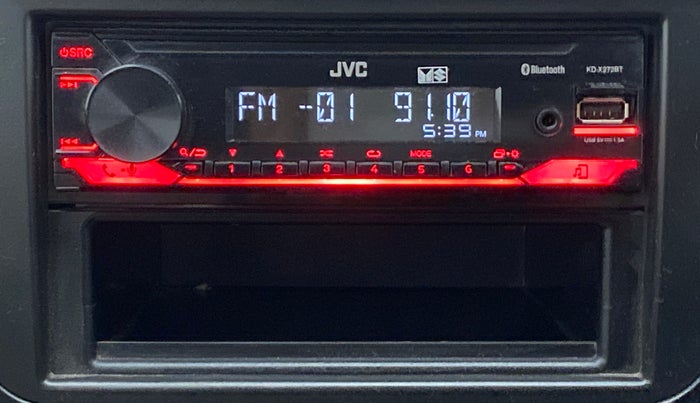 ⏻SRC
JVC
Bluetooth
KD-X272BT
FM -01 91.10
5:39 PM
MODE
1 2 3 4 5 6